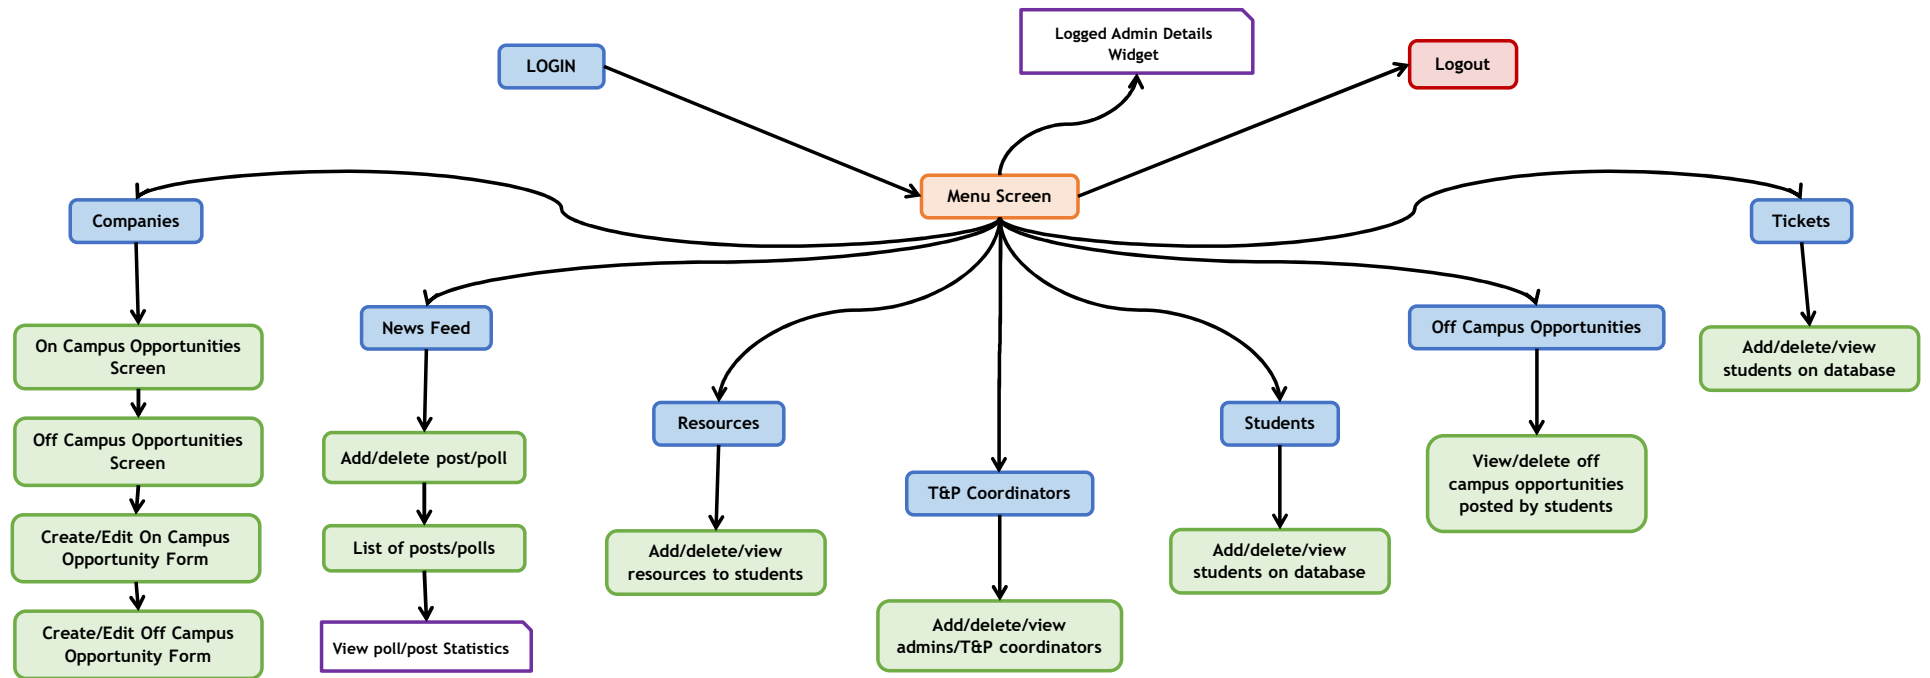 Logged Admin Details
Widget
LOGIN
Logout
Menu Screen
Companies
Tickets
News Feed
Off Campus Opportunities
On Campus Opportunities
Screen
Add/delete/view
students on database
Resources
Students
Off Campus Opportunities
Screen
Add/delete post/poll
View/delete off
campus opportunities
posted by students
T&P Coordinators
Create/Edit On Campus
Opportunity Form
List of posts/polls
Add/delete/view
resources to students
Add/delete/view
students on database
Create/Edit Off Campus
Opportunity Form
View poll/post Statistics
Add/delete/view
admins/T&P coordinators